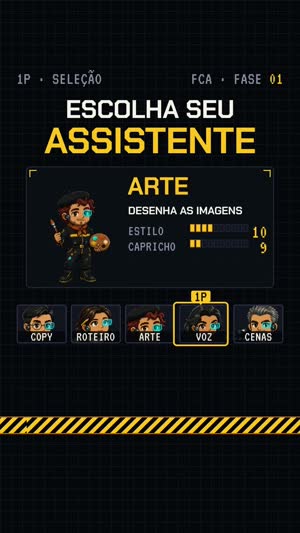 1P · SELEÇÃO
FCA · FASE 01
ESCOLHA SEU
ASSISTENTE
ARTE
DESENHA AS IMAGENS
ESTILO 10
CAPRICHO 9
1P
COPY
ROTEIRO
ARTE
VOZ
CENAS